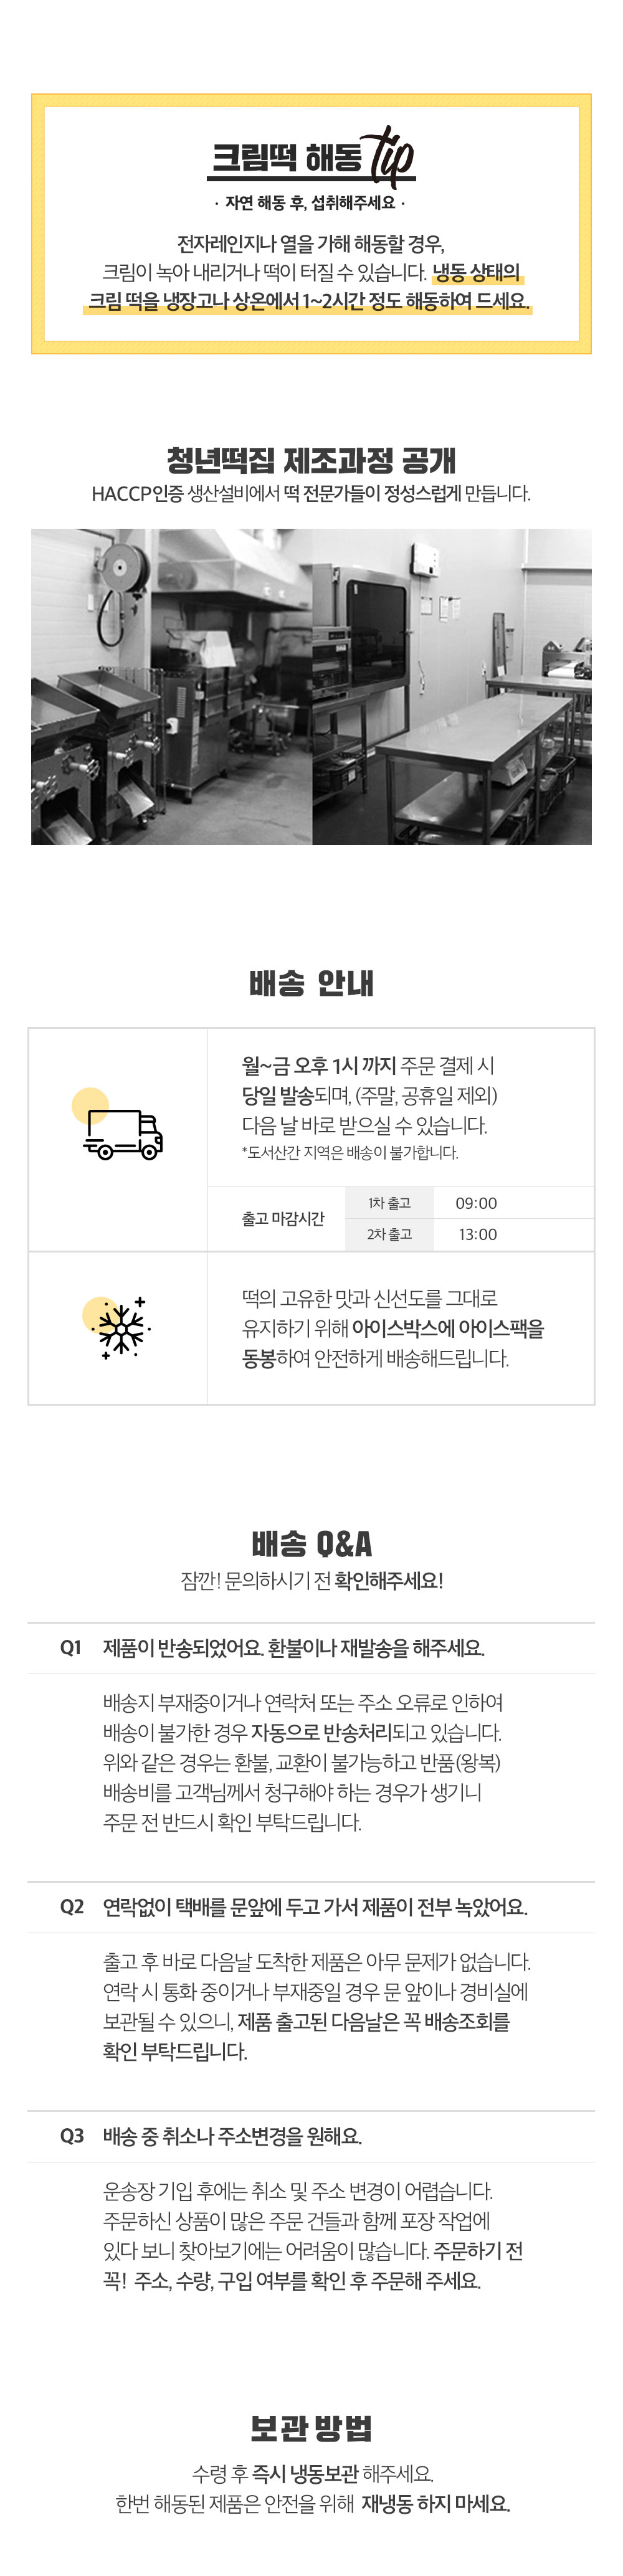 크림떡 해동 tip
· 자연 해동 후, 섭취해주세요 ·
전자레인지나 열을 가해 해동할 경우,
크림이 녹아 내리거나 떡이 터질 수 있습니다. 냉동 상태의
크림 떡을 냉장고나 상온에서 1~2시간 정도 해동하여 드세요.
청년떡집 제조과정 공개
HACCP인증 생산설비에서 떡 전문가들이 정성스럽게 만듭니다.
배송 안내
월~금 오후 1시 까지 주문 결제 시
당일 발송되며, (주말, 공휴일 제외)
다음 날 바로 받으실 수 있습니다.
*도서산간 지역은 배송이 불가합니다.
출고 마감시간
1차 출고 09:00
2차 출고 13:00
떡의 고유한 맛과 신선도를 그대로
유지하기 위해 아이스박스에 아이스팩을
동봉하여 안전하게 배송해드립니다.
배송 Q&A
잠깐! 문의하시기 전 확인해주세요!
Q1 제품이 반송되었어요. 환불이나 재발송을 해주세요.
배송지 부재중이거나 연락처 또는 주소 오류로 인하여
배송이 불가한 경우 자동으로 반송처리되고 있습니다.
위와 같은 경우는 환불, 교환이 불가능하고 반품(왕복)
배송비를 고객님께서 청구해야 하는 경우가 생기니
주문 전 반드시 확인 부탁드립니다.
Q2 연락없이 택배를 문앞에 두고 가서 제품이 전부 녹았어요.
출고 후 바로 다음날 도착한 제품은 아무 문제가 없습니다.
연락 시 통화 중이거나 부재중일 경우 문 앞이나 경비실에
보관될 수 있으니, 제품 출고된 다음날은 꼭 배송조회를
확인 부탁드립니다.
Q3 배송 중 취소나 주소변경을 원해요.
운송장 기입 후에는 취소 및 주소 변경이 어렵습니다.
주문하신 상품이 많은 주문 건들과 함께 포장 작업에
있다 보니 찾아보기에는 어려움이 많습니다. 주문하기 전
꼭! 주소, 수량, 구입 여부를 확인 후 주문해 주세요.
보관 방법
수령 후 즉시 냉동보관 해주세요.
한번 해동된 제품은 안전을 위해 재냉동 하지 마세요.